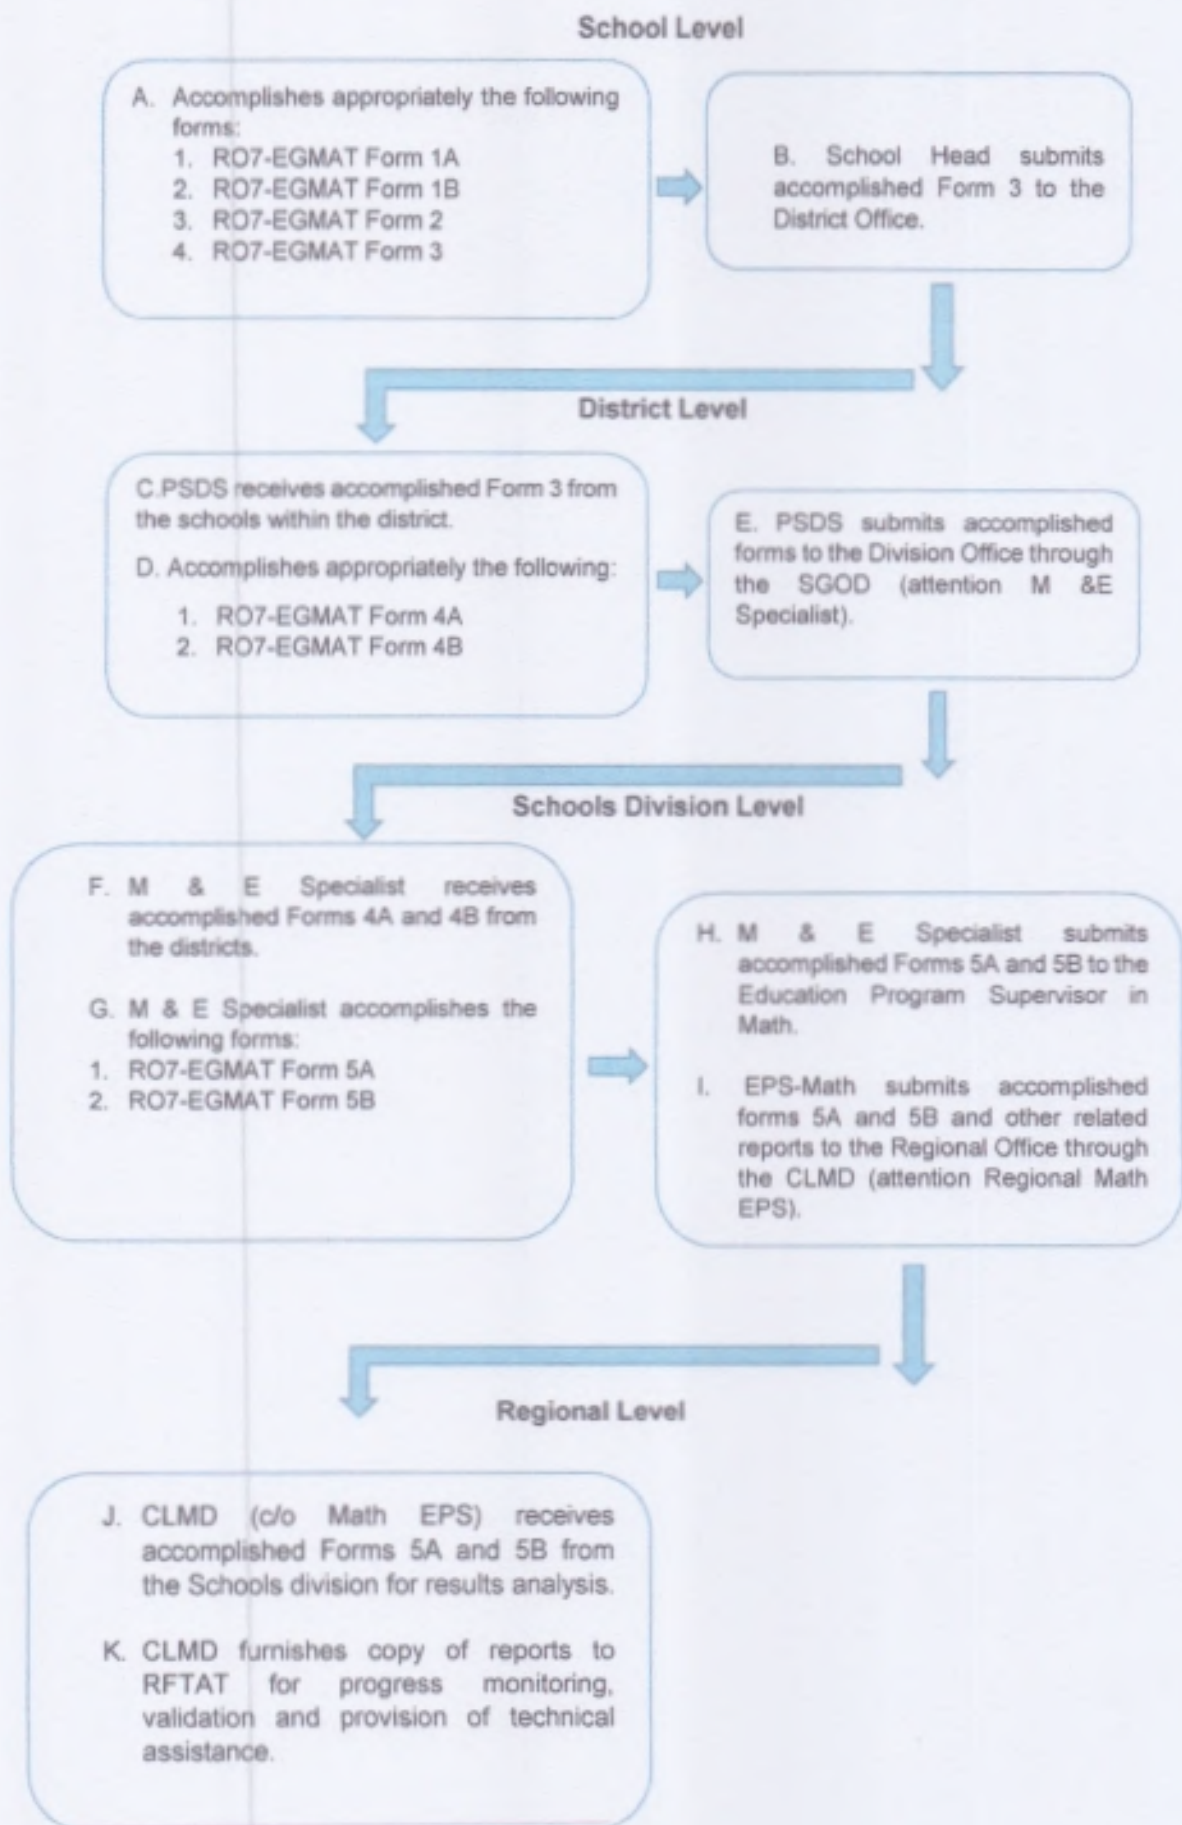 School Level
A. Accomplishes appropriately the following
forms:
1. RO7-EGMAT Form 1A
2. RO7-EGMAT Form 1B
3. RO7-EGMAT Form 2
4. RO7-EGMAT Form 3
B. School Head submits
accomplished Form 3 to the
District Office.
District Level
C.PSDS receives accomplished Form 3 from
the schools within the district.
D. Accomplishes appropriately the following:
1. RO7-EGMAT Form 4A
2. RO7-EGMAT Form 4B
E. PSDS submits accomplished
forms to the Division Office through
the SGOD (attention M &E
Specialist).
Schools Division Level
F. M & E Specialist receives
accomplished Forms 4A and 4B from
the districts.
G. M & E Specialist accomplishes the
following forms:
1. RO7-EGMAT Form 5A
2. RO7-EGMAT Form 5B
H. M & E Specialist submits
accomplished Forms 5A and 5B to the
Education Program Supervisor in
Math.
I. EPS-Math submits accomplished
forms 5A and 5B and other related
reports to the Regional Office through
the CLMD (attention Regional Math
EPS).
Regional Level
J. CLMD (c/o Math EPS) receives
accomplished Forms 5A and 5B from
the Schools division for results analysis.
K. CLMD furnishes copy of reports to
RFTAT for progress monitoring,
validation and provision of technical
assistance.